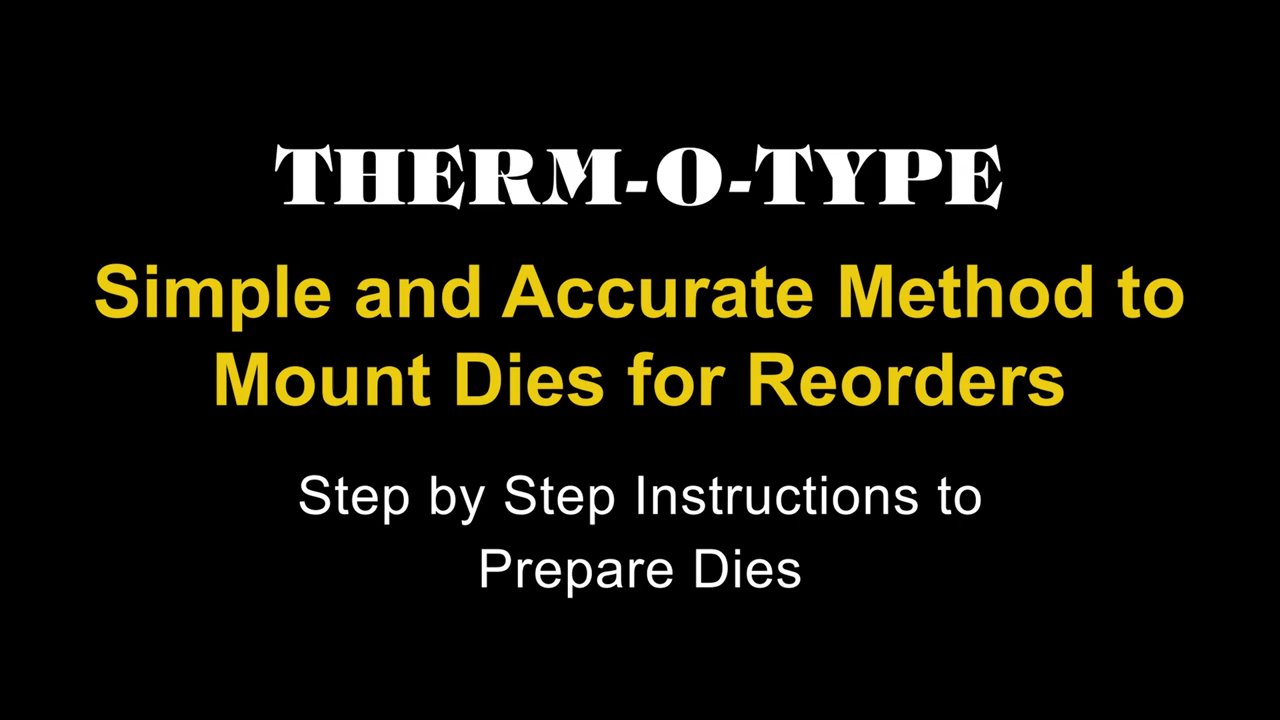 THERM-O-TYPE
Simple and Accurate Method to
Mount Dies for Reorders
Step by Step Instructions to
Prepare Dies